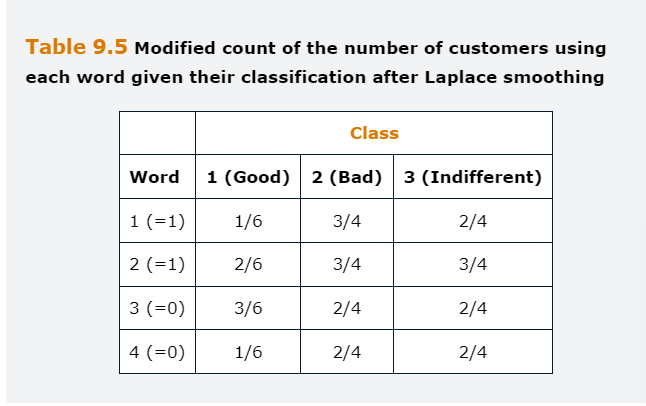 Table 9.5 Modified count of the number of customers using
each word given their classification after Laplace smoothing
Class
Word 1 (Good) 2 (Bad) 3 (Indifferent)
1 (=1) 1/6 3/4 2/4
2 (=1) 2/6 3/4 3/4
3 (=0) 3/6 2/4 2/4
4 (=0) 1/6 2/4 2/4